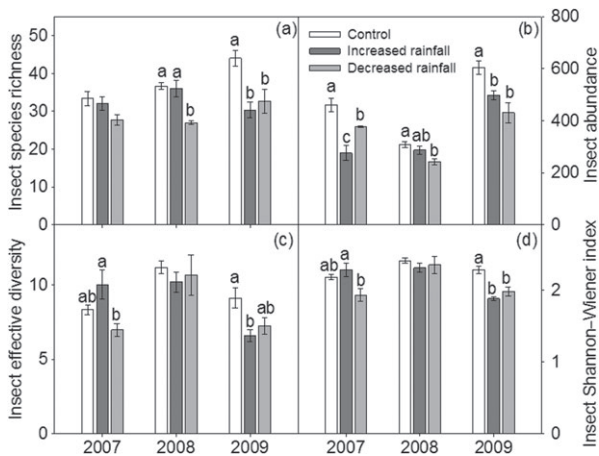 (a)
(b)
Control
Increased rainfall
Decreased rainfall
Insect species richness
50
40
30
20
10
0
a a
b
a
b b
Insect abundance
800
600
400
200
0
a
c
b
a ab
b
a
b
b
(c)
(d)
Insect effective diversity
10
5
0
ab
a
b
a
b
ab
Insect Shannon–Wiener index
2
1
0
ab
a
b
a
b b
2007 2008 2009
2007 2008 2009